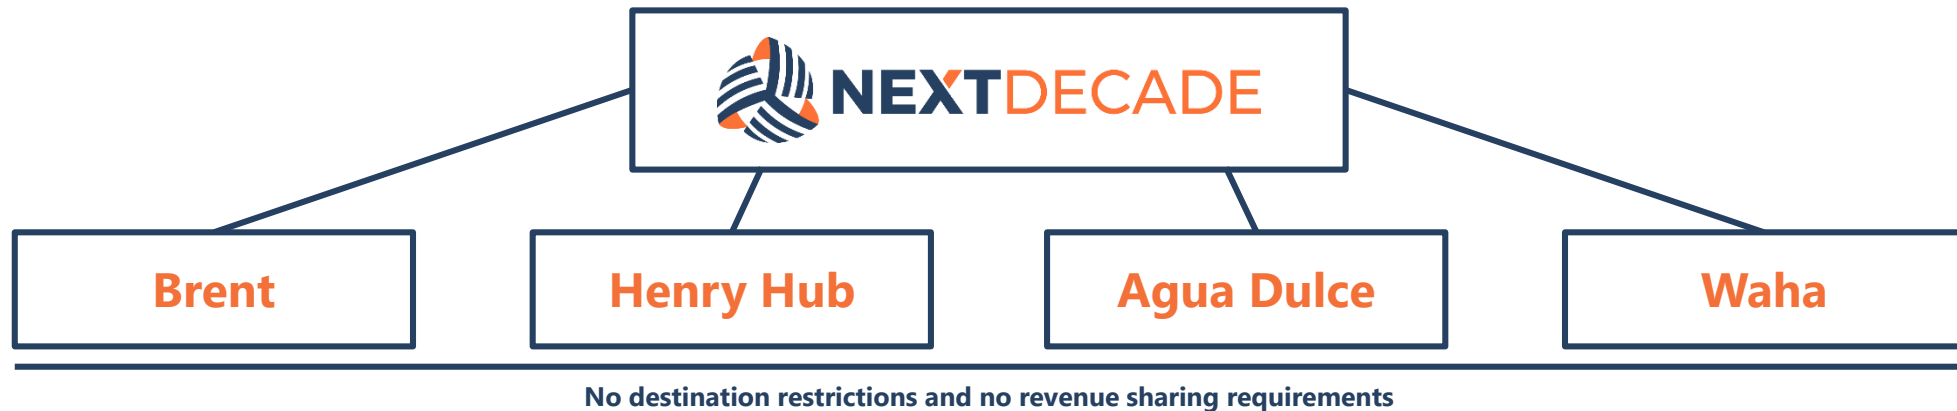 NEXTDECADE
Brent
Henry Hub
Agua Dulce
Waha
No destination restrictions and no revenue sharing requirements